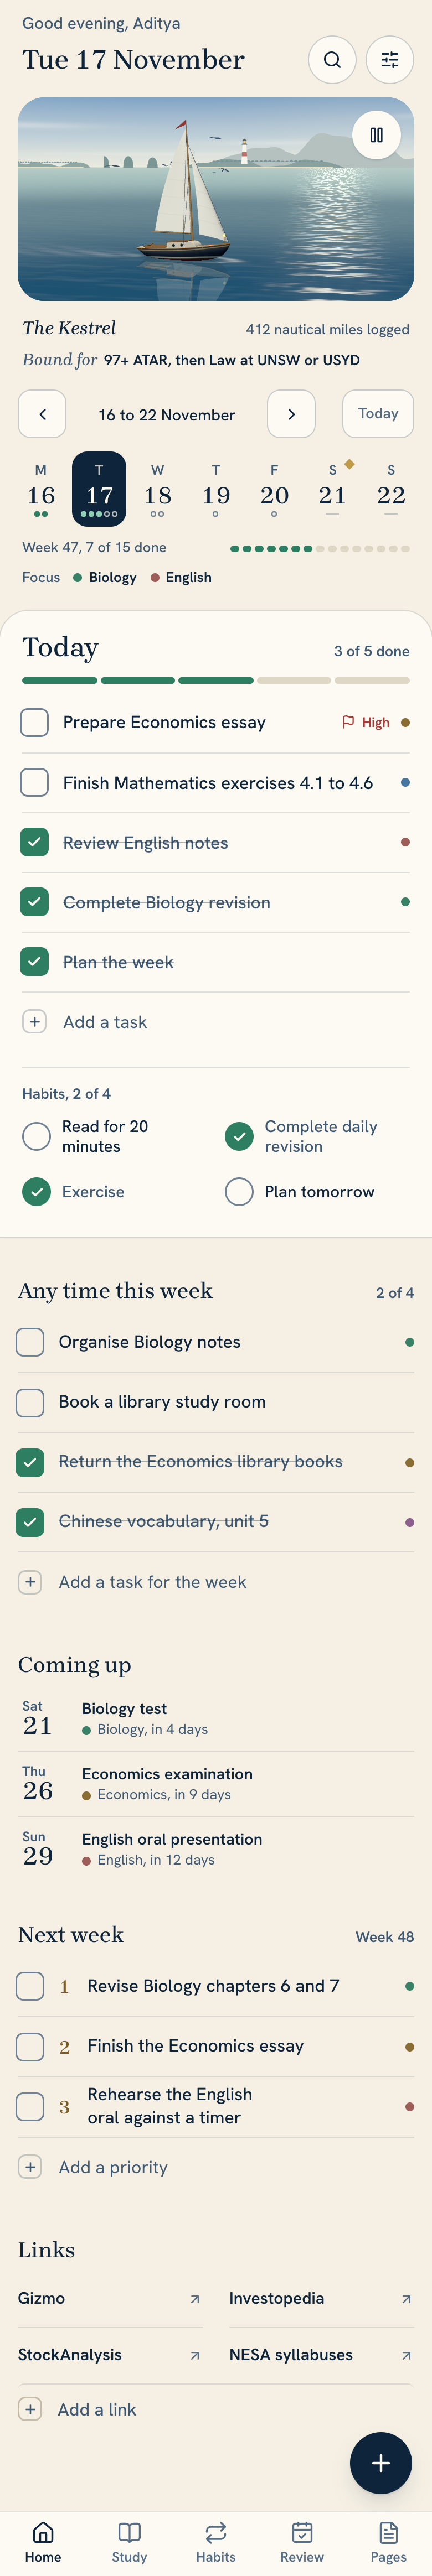 Good evening, Aditya
Tue 17 November
The Kestrel
412 nautical miles logged
Bound for 97+ ATAR, then Law at UNSW or USYD
16 to 22 November
Today
M T W T F S S
16 17 18 19 20 21 22
Week 47, 7 of 15 done
Focus Biology English
Today
3 of 5 done
Prepare Economics essay
High
Finish Mathematics exercises 4.1 to 4.6
Review English notes
Complete Biology revision
Plan the week
Add a task
Habits, 2 of 4
Read for 20
minutes
Complete daily
revision
Exercise
Plan tomorrow
Any time this week
2 of 4
Organise Biology notes
Book a library study room
Return the Economics library books
Chinese vocabulary, unit 5
Add a task for the week
Coming up
Sat
21
Biology test
Biology, in 4 days
Thu
26
Economics examination
Economics, in 9 days
Sun
29
English oral presentation
English, in 12 days
Next week
Week 48
1 Revise Biology chapters 6 and 7
2 Finish the Economics essay
3 Rehearse the English
oral against a timer
Add a priority
Links
Gizmo
Investopedia
StockAnalysis
NESA syllabuses
Add a link
Home Study Habits Review Pages